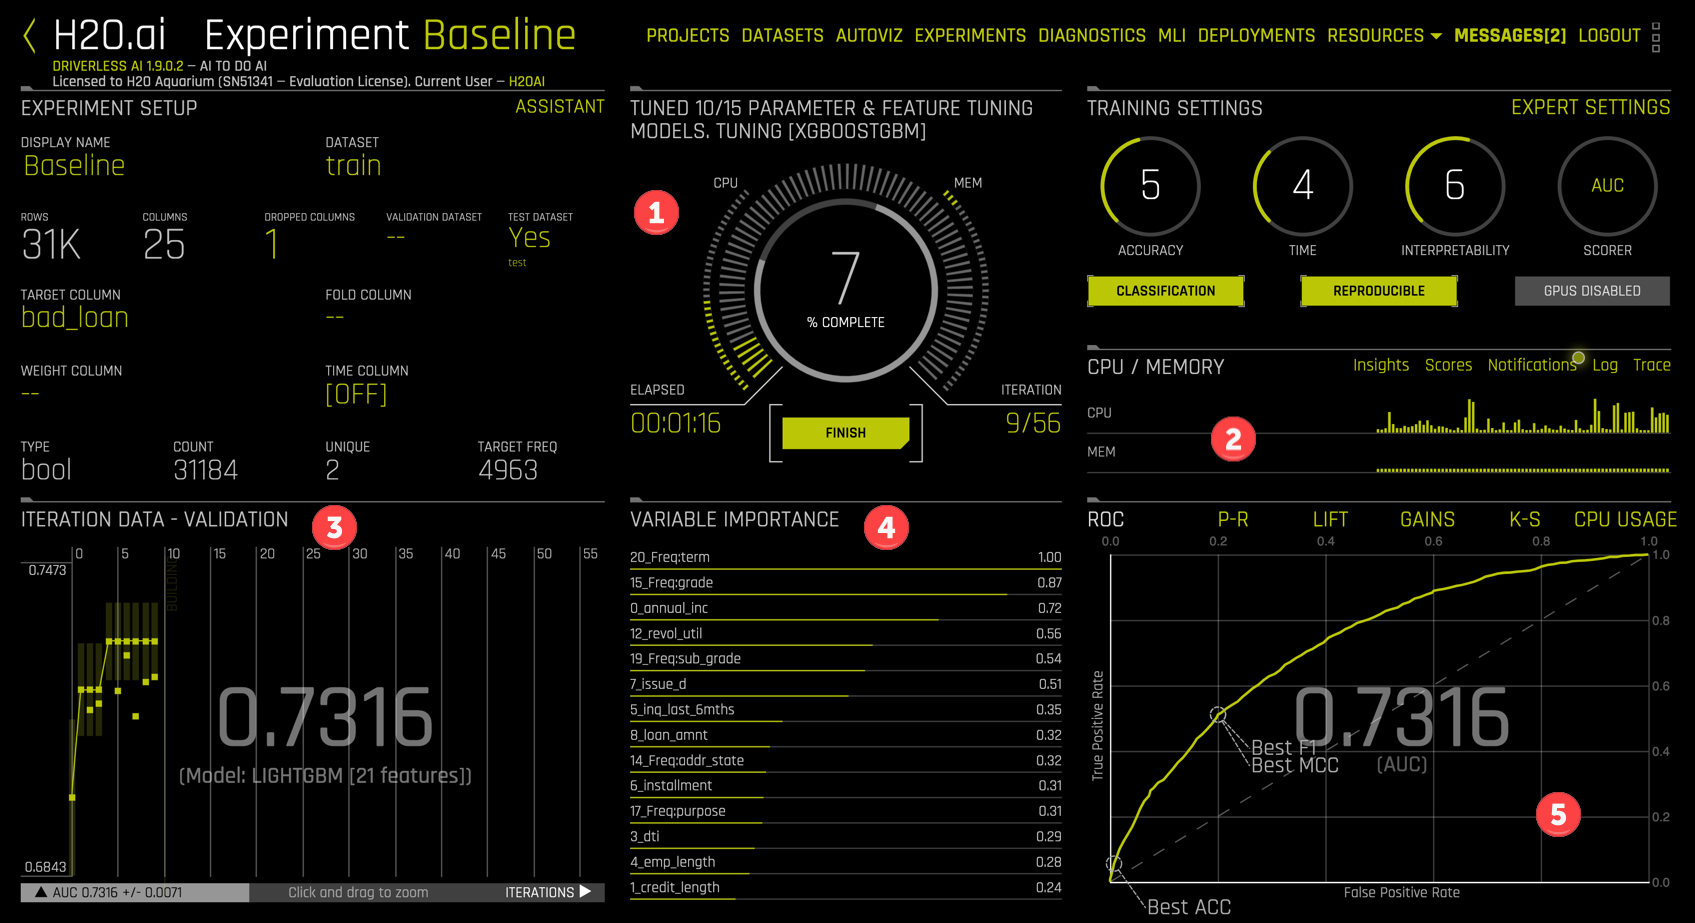 H2O.ai Experiment Baseline
DRIVERLESS AI 1.9.0.2 – AI TO DO AI
Licensed to H2O Aquarium (SN51341 – Evaluation License). Current User – H2OAI
PROJECTS DATASETS AUTOVIZ EXPERIMENTS DIAGNOSTICS MLI DEPLOYMENTS RESOURCES MESSAGES[2] LOGOUT
EXPERIMENT SETUP ASSISTANT
DISPLAY NAME DATASET
Baseline train
ROWS COLUMNS DROPPED COLUMNS VALIDATION DATASET TEST DATASET
31K 25 1 -- Yes
test
TARGET COLUMN FOLD COLUMN
bad_loan --
WEIGHT COLUMN TIME COLUMN
-- [OFF]
TYPE COUNT UNIQUE TARGET FREQ
bool 31184 2 4963
TUNED 10/15 PARAMETER & FEATURE TUNING
MODELS. TUNING [XGBOOSTGBM]
1
CPU MEM
7
% COMPLETE
ELAPSED ITERATION
00:01:16 9/56
FINISH
TRAINING SETTINGS EXPERT SETTINGS
5 4 6 AUC
ACCURACY TIME INTERPRETABILITY SCORER
CLASSIFICATION REPRODUCIBLE GPUS DISABLED
CPU / MEMORY Insights Scores Notifications Log Trace
CPU
2
MEM
ITERATION DATA - VALIDATION 3
0 5 10 15 20 25 30 35 40 45 50 55
0.7473
BUILDING
0.7316
(Model: LIGHTGBM [21 features])
0.6843
AUC 0.7316 +/- 0.0071 Click and drag to zoom ITERATIONS
VARIABLE IMPORTANCE 4
20_Freq:term 1.00
15_Freq:grade 0.87
0_annual_inc 0.72
12_revol_util 0.56
19_Freq:sub_grade 0.54
7_issue_d 0.51
5_inq_last_6mths 0.35
8_loan_amnt 0.32
14_Freq:addr_state 0.32
6_installment 0.31
17_Freq:purpose 0.31
3_dti 0.29
4_emp_length 0.28
1_credit_length 0.24
ROC P-R LIFT GAINS K-S CPU USAGE
0.0 0.2 0.4 0.6 0.8 1.0
1.0
0.8
0.6
0.4
0.2
0.0
True Positive Rate
0.7316
(AUC)
Best F1
Best MCC
5
False Positive Rate
Best ACC